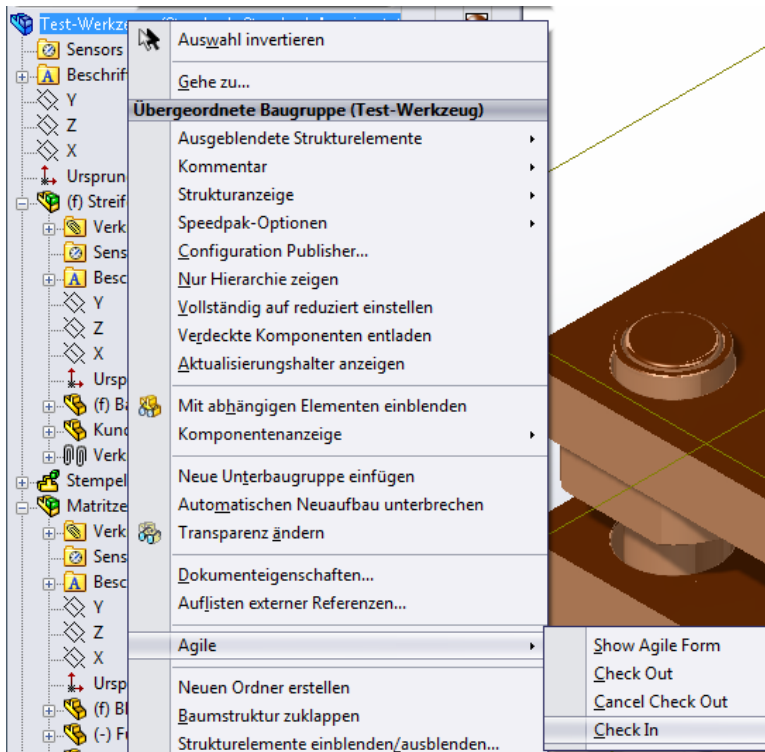 Test-Werkze
Sensors
Beschrif
Y
Z
X
Ursprun
(f) Streif
Verk
Sens
Besc
Y
Z
X
Ursp
(f) Ba
Kund
Verk
Stempel
Matritze
Verk
Sens
Besc
Y
Z
X
Ursp
(f) Bl
(-) Fü
Auswahl invertieren
Gehe zu...
Übergeordnete Baugruppe (Test-Werkzeug)
Ausgeblendete Strukturelemente
Kommentar
Strukturanzeige
Speedpak-Optionen
Configuration Publisher...
Nur Hierarchie zeigen
Vollständig auf reduziert einstellen
Verdeckte Komponenten entladen
Aktualisierungshalter anzeigen
Mit abhängigen Elementen einblenden
Komponentenanzeige
Neue Unterbaugruppe einfügen
Automatischen Neuaufbau unterbrechen
Transparenz ändern
Dokumenteigenschaften...
Auflisten externer Referenzen...
Agile
Neuen Ordner erstellen
Baumstruktur zuklappen
Strukturelemente einblenden/ausblenden...
Show Agile Form
Check Out
Cancel Check Out
Check In